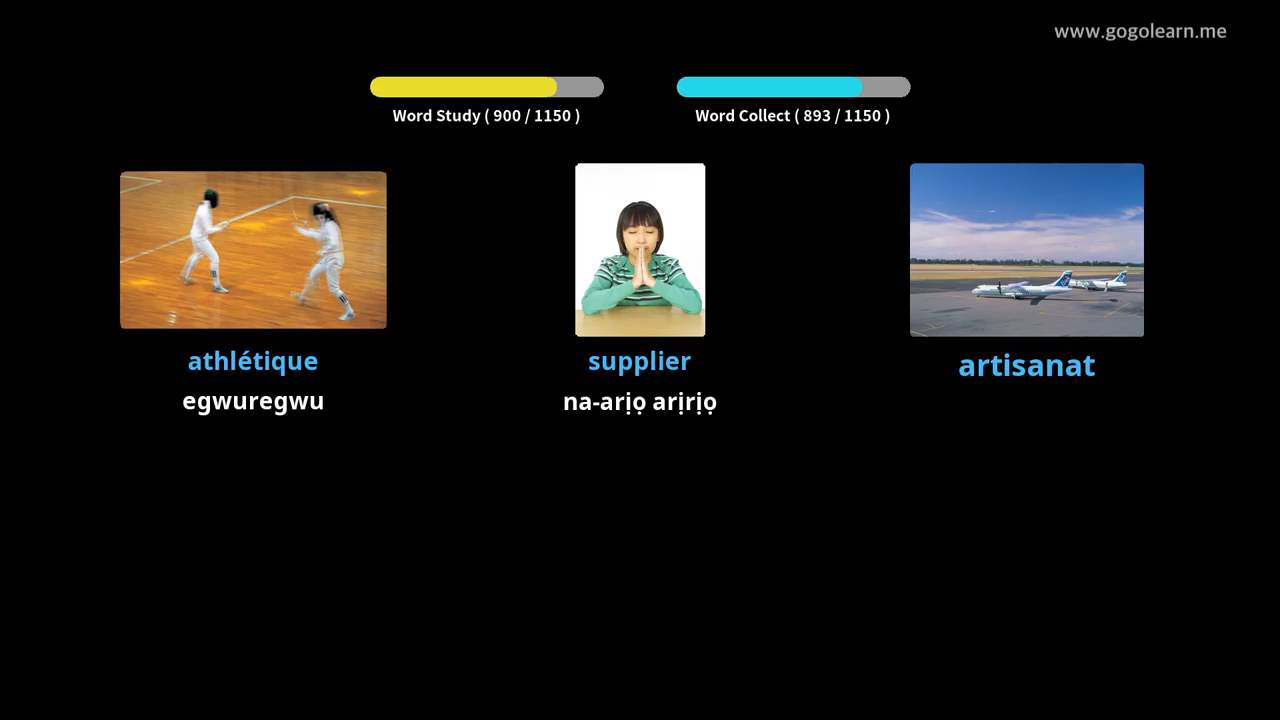 www.gogolearn.me
Word Study ( 900 / 1150 )
Word Collect ( 893 / 1150 )
athlétique
egwuregwu
supplier
na-arịọ arịrịọ
artisanat